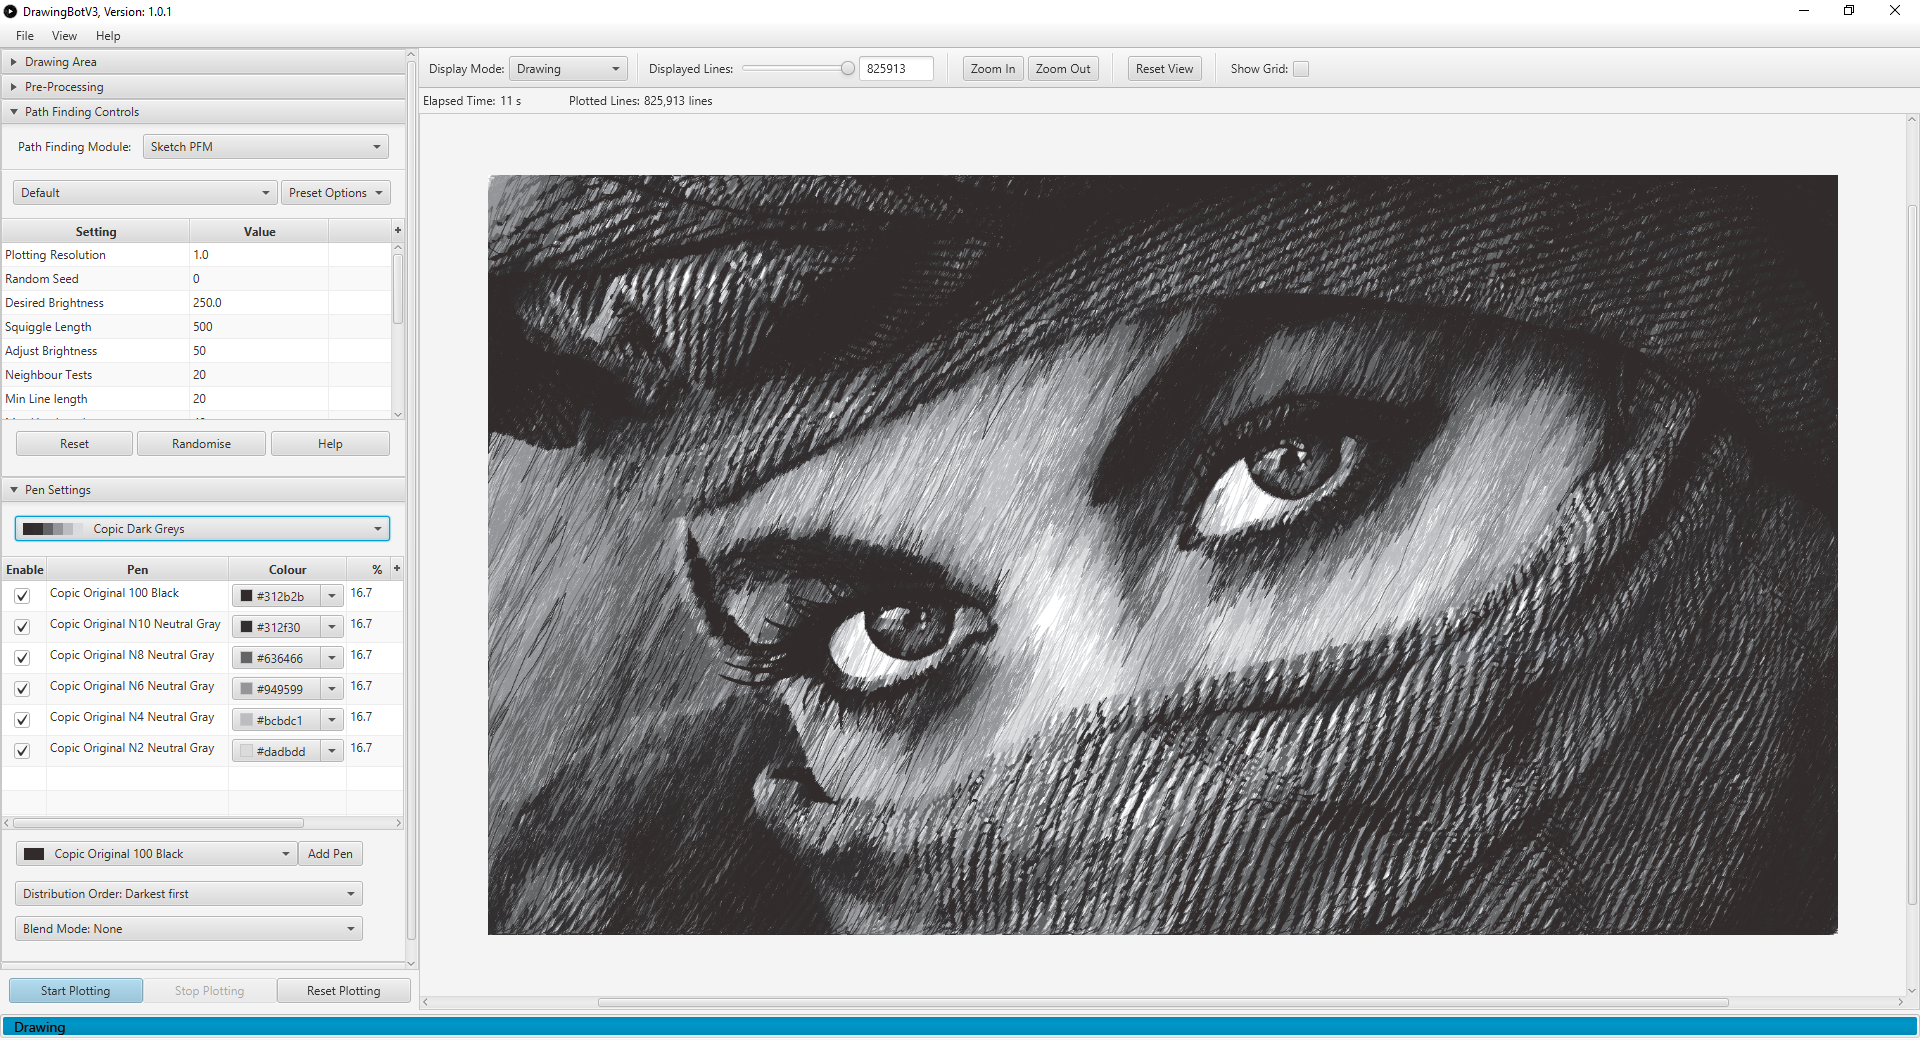 DrawingBotV3, Version: 1.0.1
File View Help
Drawing Area
Pre-Processing
Path Finding Controls
Path Finding Module: Sketch PFM
Default Preset Options
Setting Value +
Plotting Resolution 1.0
Random Seed 0
Desired Brightness 250.0
Squiggle Length 500
Adjust Brightness 50
Neighbour Tests 20
Min Line length 20
Reset Randomise Help
Pen Settings
Copic Dark Greys
Enable Pen Colour % +
Copic Original 100 Black #312b2b 16.7
Copic Original N10 Neutral Gray #312f30 16.7
Copic Original N8 Neutral Gray #636466 16.7
Copic Original N6 Neutral Gray #949599 16.7
Copic Original N4 Neutral Gray #bcbdc1 16.7
Copic Original N2 Neutral Gray #dadbdd 16.7
Copic Original 100 Black Add Pen
Distribution Order: Darkest first
Blend Mode: None
Start Plotting Stop Plotting Reset Plotting
Display Mode: Drawing Displayed Lines: 825913 Zoom In Zoom Out Reset View Show Grid:
Elapsed Time: 11 s Plotted Lines: 825,913 lines
Drawing